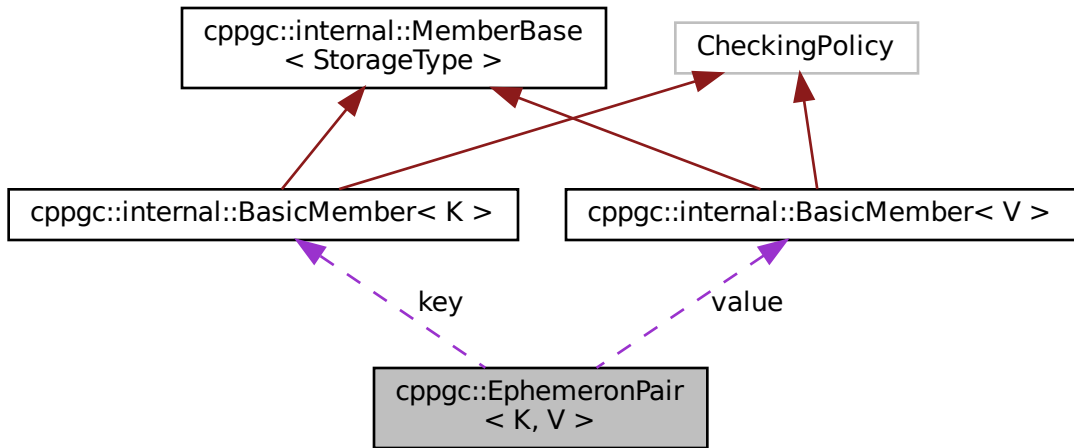 cppgc::internal::MemberBase
< StorageType >
CheckingPolicy
cppgc::internal::BasicMember< K >
cppgc::internal::BasicMember< V >
key
value
cppgc::EphemeronPair
< K, V >